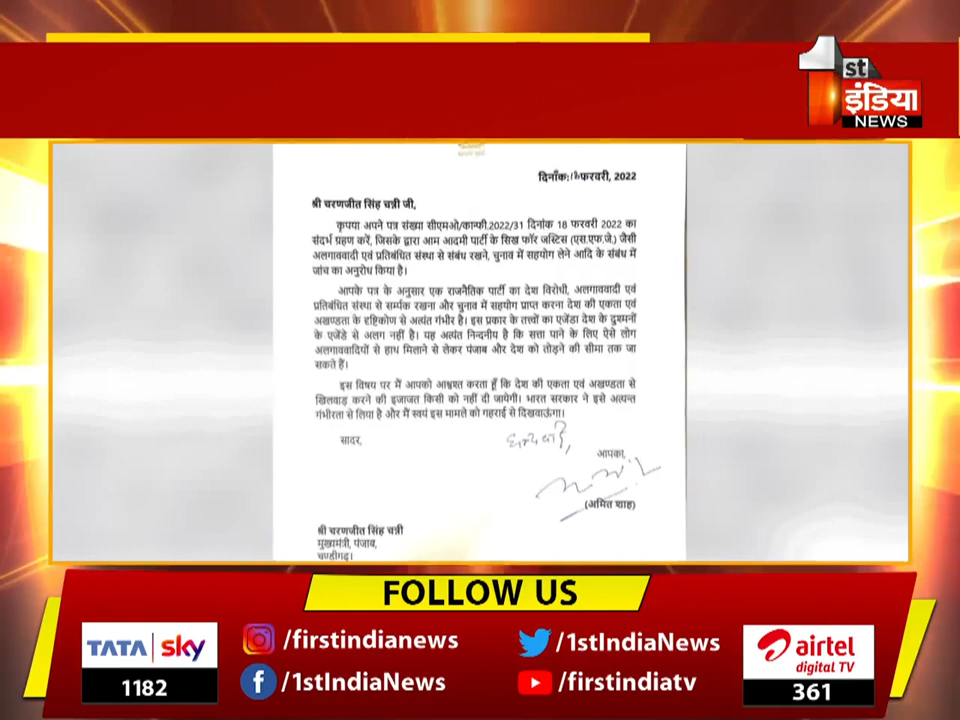 1st
इंडिया
NEWS
दिनाँक: फरवरी, 2022
श्री चरणजीत सिंह चन्नी जी,
कृपया अपने पत्र संख्या सीएमओ/कान्फी.2022/31 दिनांक 18 फरवरी 2022 का
संदर्भ ग्रहण करें, जिसके द्वारा आम आदमी पार्टी के सिख फॉर जस्टिस (एस.एफ.जे.) जैसी
अलगाववादी एवं प्रतिबंधित संस्था से संबंध रखने, चुनाव में सहयोग लेने आदि के संबंध में
जांच का अनुरोध किया है।
आपके पत्र के अनुसार एक राजनैतिक पार्टी का देश विरोधी, अलगाववादी एवं
प्रतिबंधित संस्था से सर्म्पक रखना और चुनाव में सहयोग प्राप्त करना देश की एकता एवं
अखण्डता के दृष्टिकोण से अत्यंत गंभीर है। इस प्रकार के तत्वों का एजेंडा देश के दुश्मनों
के एजेंडे से अलग नहीं है। यह अत्यंत निन्दनीय है कि सत्ता पाने के लिए ऐसे लोग
अलगाववादियों से हाथ मिलाने से लेकर पंजाब और देश को तोड़ने की सीमा तक जा
सकते हैं।
इस विषय पर मैं आपको आश्वश्त करता हूँ कि देश की एकता एवं अखण्डता से
खिलवाड़ करने की इजाजत किसी को नहीं दी जायेगी। भारत सरकार ने इसे अत्यन्त
गंभीरता से लिया है और मैं स्वयं इस मामले को गहराई से दिखवाऊंगा।
सादर,
धन्यवाद,
आपका,
(अमित शाह)
श्री चरणजीत सिंह चन्नी
मुख्यमंत्री, पंजाब,
चण्डीगढ़।
FOLLOW US
TATA sky
1182
/firstindianews
/1stIndiaNews
/1stIndiaNews
/firstindiatv
airtel
digital TV
361